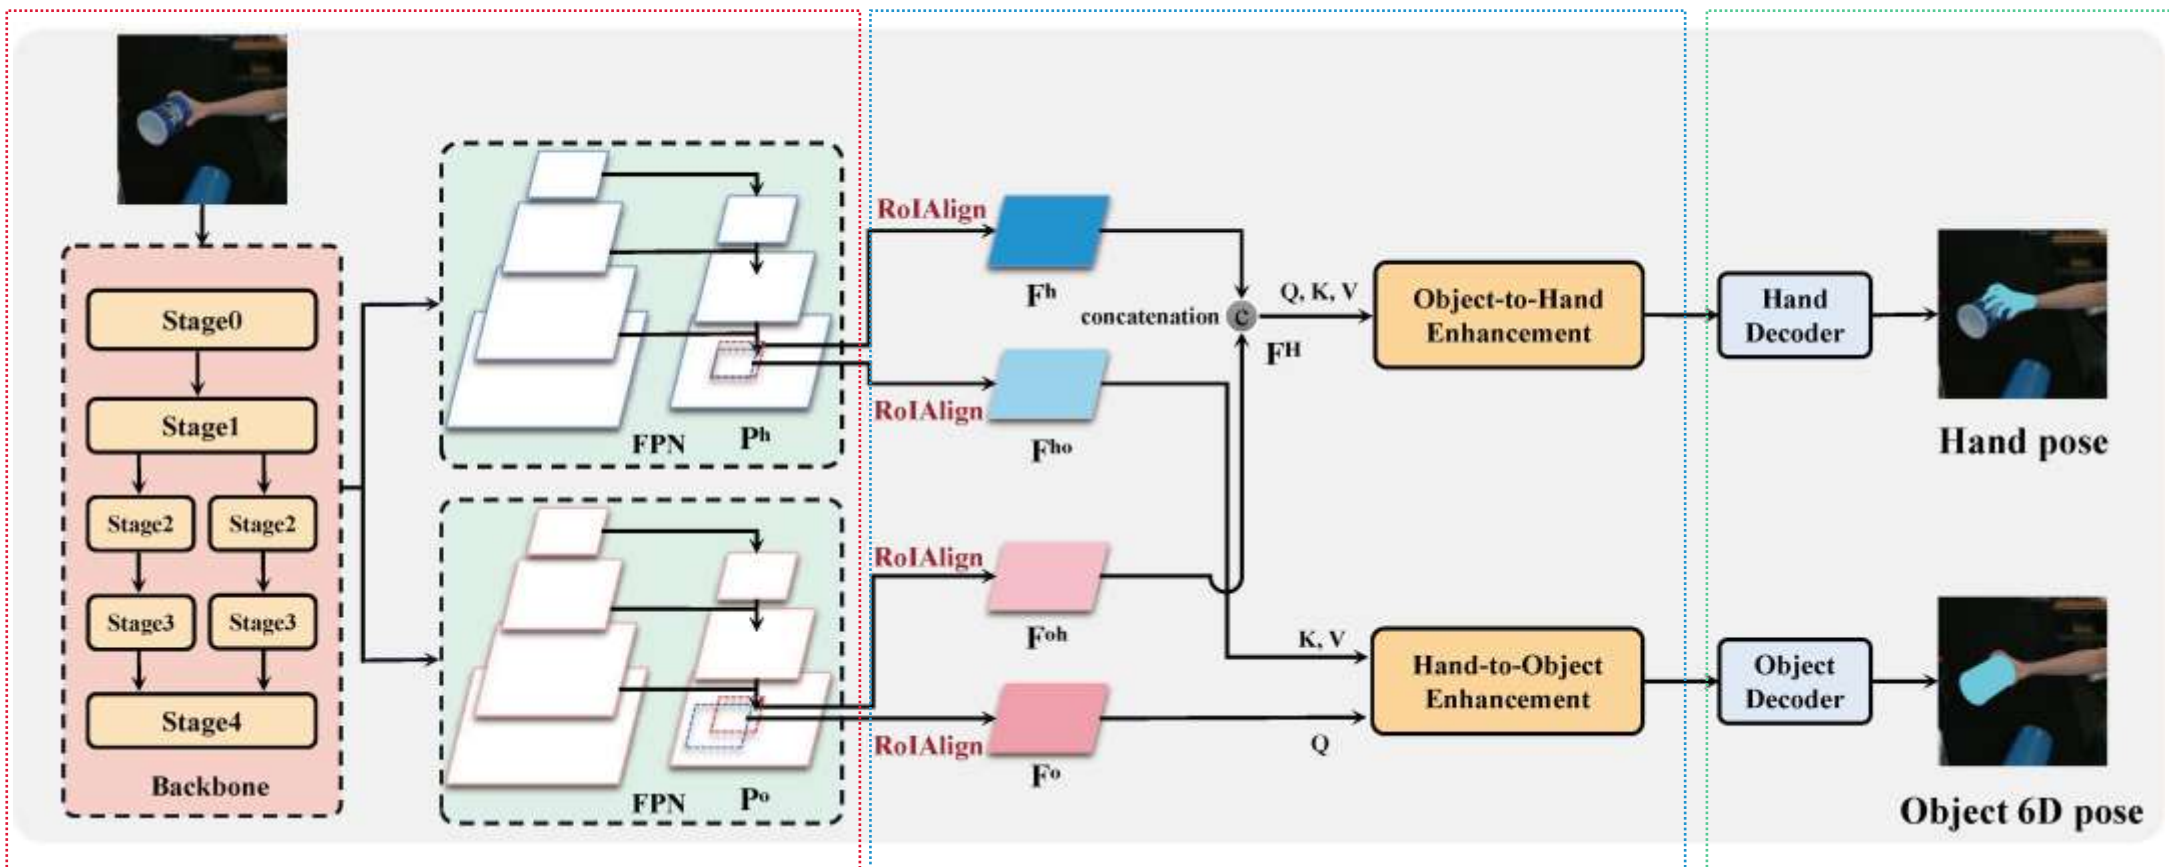 Stage0
Stage1
Stage2 Stage2
Stage3 Stage3
Stage4
Backbone
FPN Pʰ
FPN Pᵒ
RoIAlign
Fʰ
RoIAlign
Fʰᵒ
RoIAlign
Fᵒʰ
RoIAlign
Fᵒ
concatenation C
Fᴴ
Q, K, V
K, V
Q
Object-to-Hand
Enhancement
Hand-to-Object
Enhancement
Hand
Decoder
Object
Decoder
Hand pose
Object 6D pose